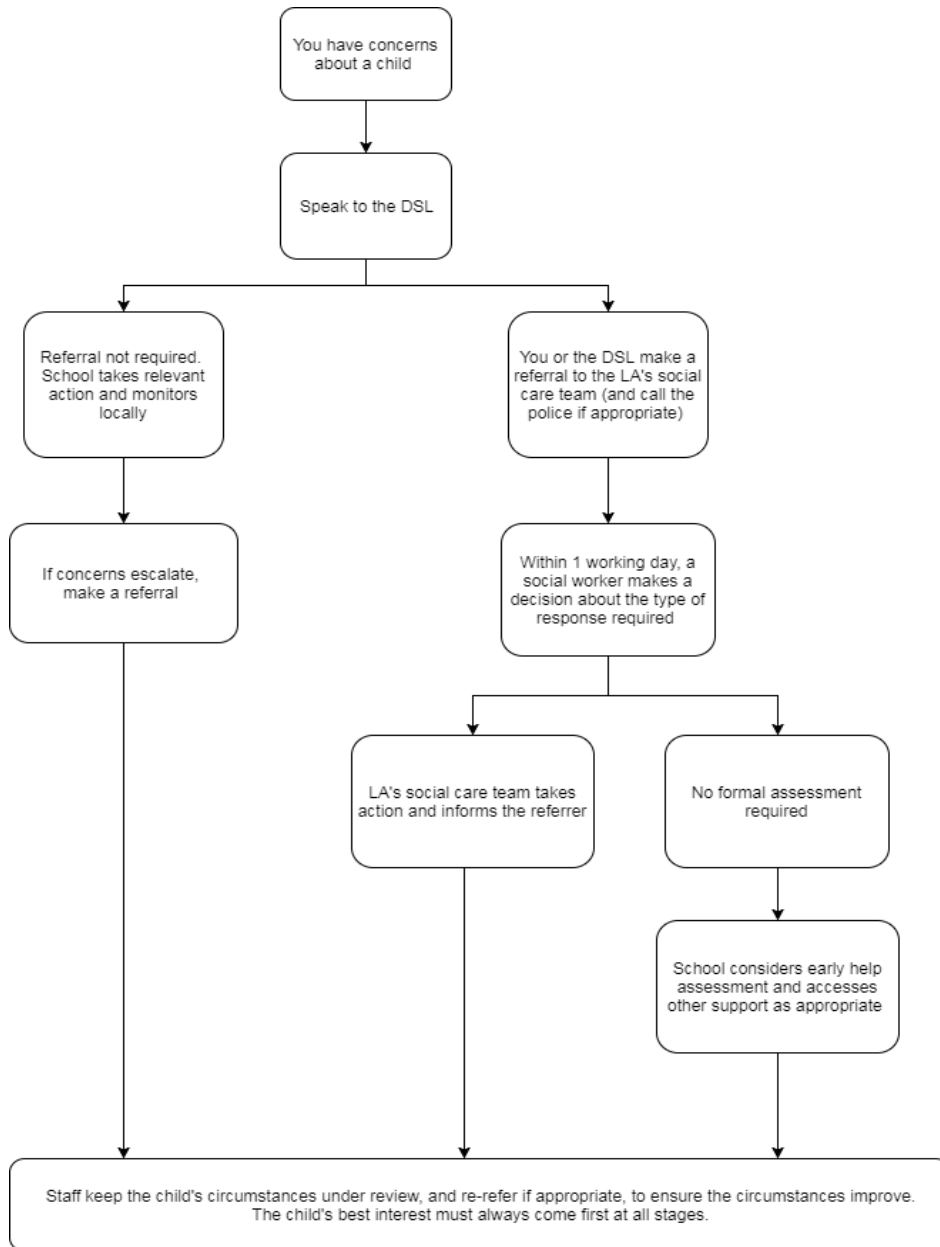 You have concerns
about a child
Speak to the DSL
Referral not required.
School takes relevant
action and monitors
locally
You or the DSL make a
referral to the LA's social
care team (and call the
police if appropriate)
If concerns escalate,
make a referral
Within 1 working day, a
social worker makes a
decision about the type of
response required
LA's social care team takes
action and informs the referrer
No formal assessment
required
School considers early help
assessment and accesses
other support as appropriate
Staff keep the child's circumstances under review, and re-refer if appropriate, to ensure the circumstances improve.
The child's best interest must always come first at all stages.